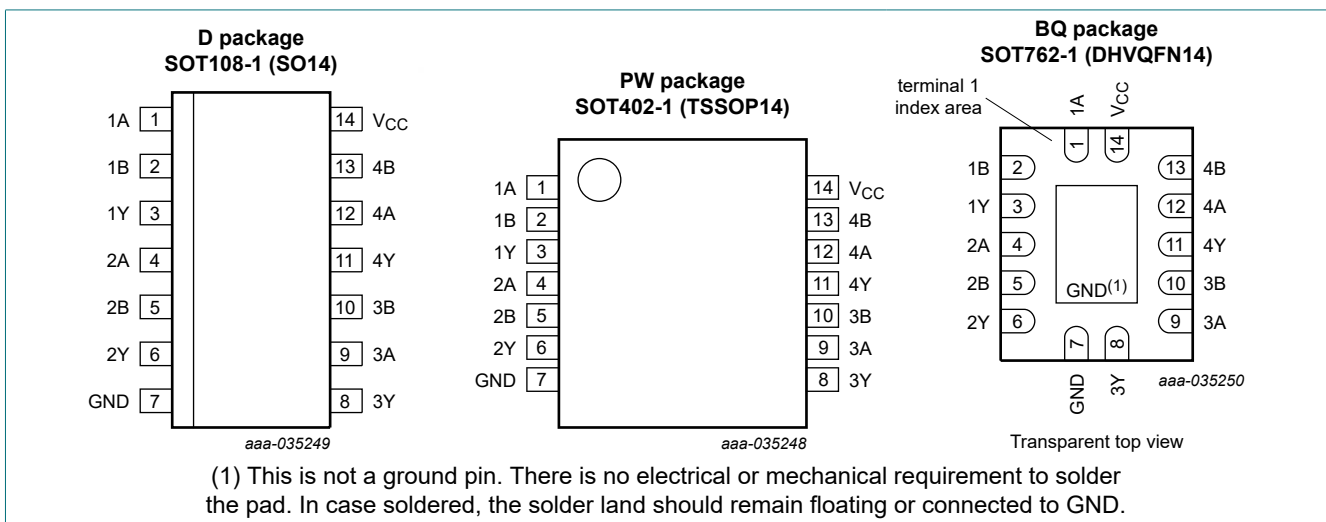 D package
SOT108-1 (SO14)
1A 1 14 VCC
1B 2 13 4B
1Y 3 12 4A
2A 4 11 4Y
2B 5 10 3B
2Y 6 9 3A
GND 7 8 3Y
aaa-035249
PW package
SOT402-1 (TSSOP14)
1A 1 14 VCC
1B 2 13 4B
1Y 3 12 4A
2A 4 11 4Y
2B 5 10 3B
2Y 6 9 3A
GND 7 8 3Y
aaa-035248
BQ package
SOT762-1 (DHVQFN14)
terminal 1
index area
1A VCC
1 14
1B 2 13 4B
1Y 3 12 4A
2A 4 11 4Y
2B 5 10 3B
GND(1)
2Y 6 9 3A
7 8
GND 3Y
aaa-035250
Transparent top view
(1) This is not a ground pin. There is no electrical or mechanical requirement to solder
the pad. In case soldered, the solder land should remain floating or connected to GND.